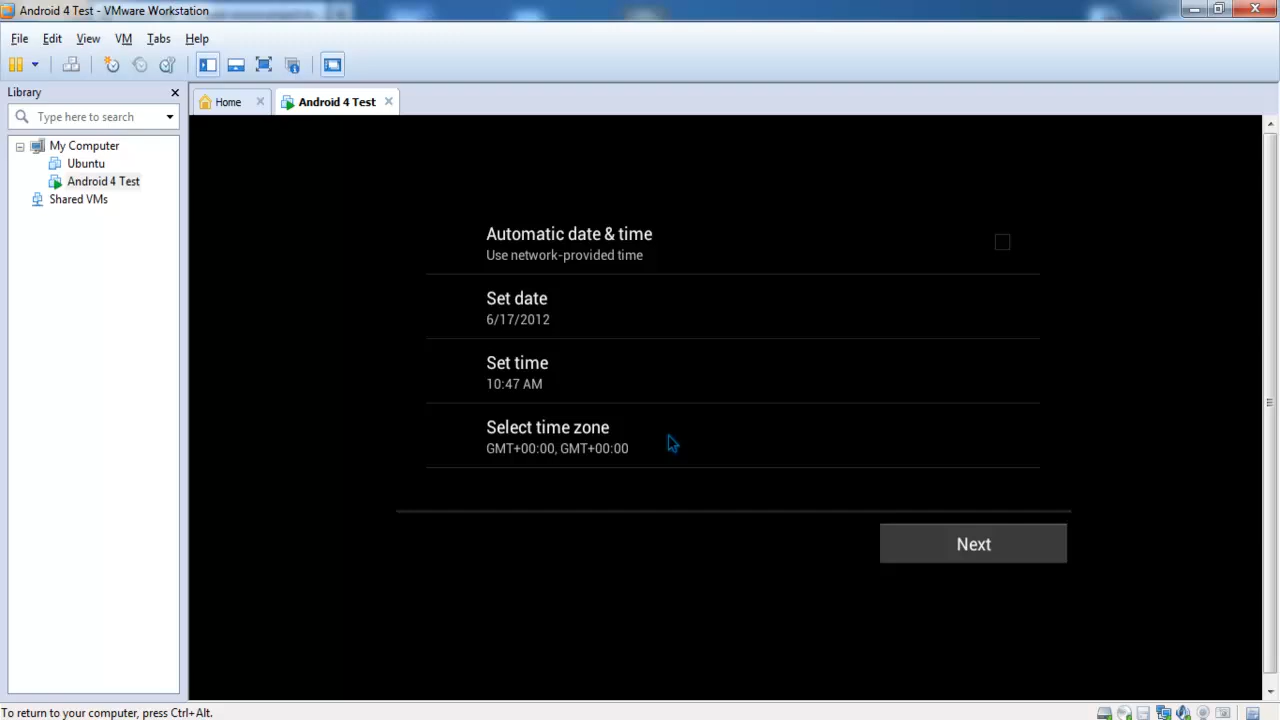 Android 4 Test - VMware Workstation
File Edit View VM Tabs Help
Library
Type here to search
My Computer
Ubuntu
Android 4 Test
Shared VMs
Home
Android 4 Test
Automatic date & time
Use network-provided time
Set date
6/17/2012
Set time
10:47 AM
Select time zone
GMT+00:00, GMT+00:00
Next
To return to your computer, press Ctrl+Alt.